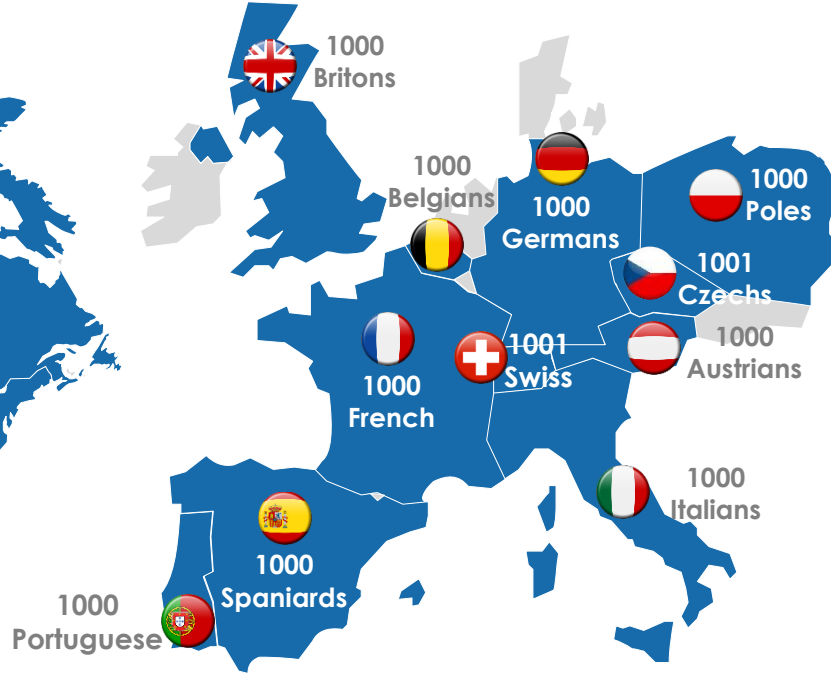 1000
Britons
1000
Belgians
1000
Germans
1000
Poles
1001
Czechs
1000
Austrians
1001
Swiss
1000
French
1000
Italians
1000
Spaniards
1000
Portuguese